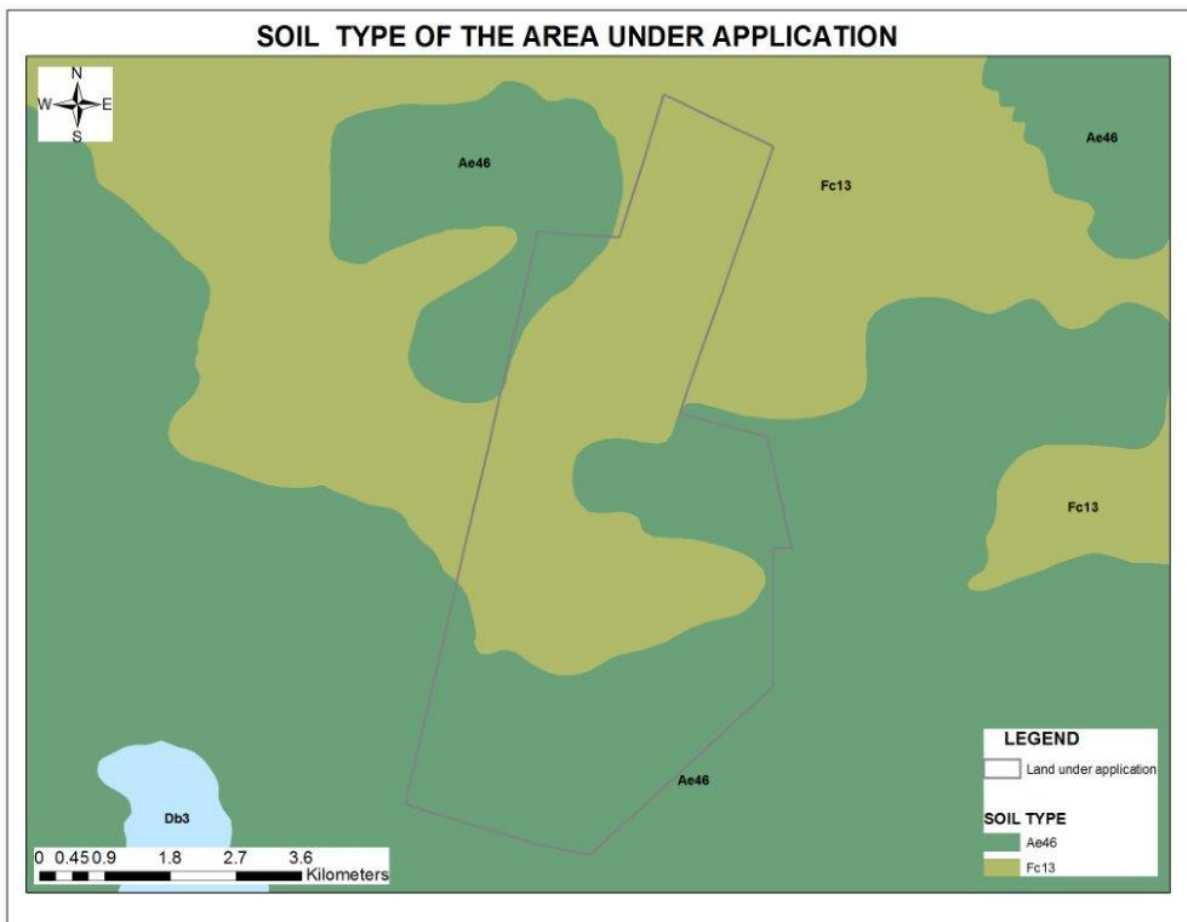 SOIL TYPE OF THE AREA UNDER APPLICATION
N
W E
S
Ae46
Ae46
Fc13
Fc13
Ae46
Db3
LEGEND
Land under application
SOIL TYPE
Ae46
Fc13
0 0.45 0.9 1.8 2.7 3.6
Kilometers